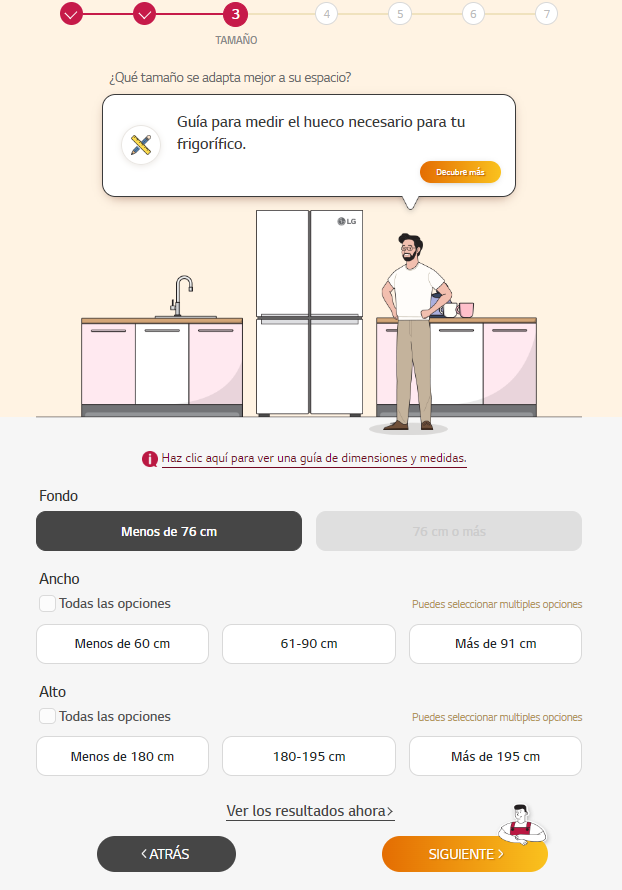 3 4 5 6 7
TAMAÑO
¿Qué tamaño se adapta mejor a su espacio?
Guía para medir el hueco necesario para tu
frigorífico.
Decubre más
LG
Haz clic aquí para ver una guía de dimensiones y medidas.
Fondo
Menos de 76 cm 76 cm o más
Ancho
Todas las opciones Puedes seleccionar multiples opciones
Menos de 60 cm 61-90 cm Más de 91 cm
Alto
Todas las opciones Puedes seleccionar multiples opciones
Menos de 180 cm 180-195 cm Más de 195 cm
Ver los resultados ahora>
< ATRÁS SIGUIENTE >